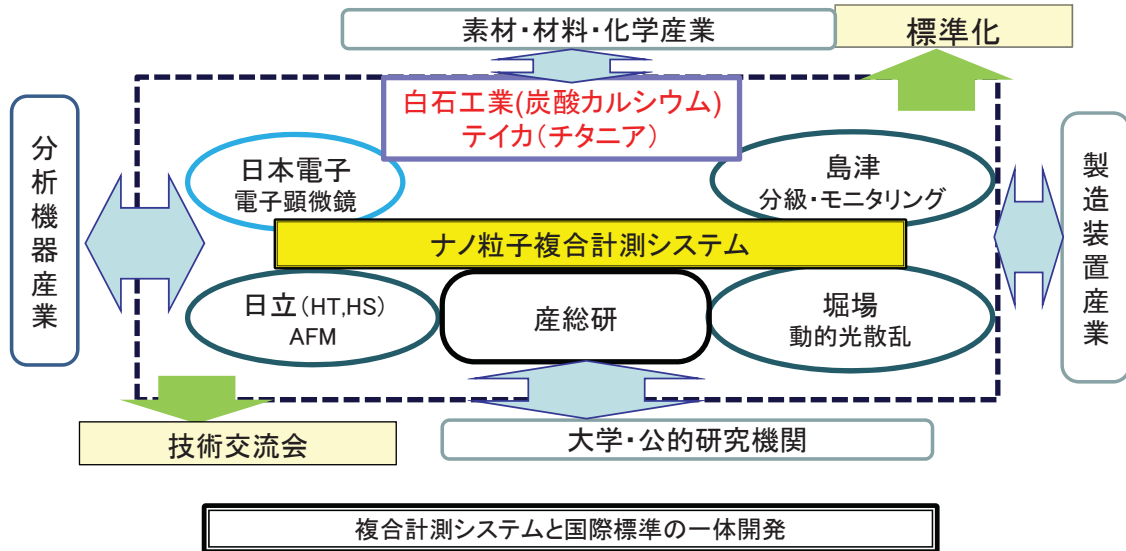 素材・材料・化学産業
標準化
白石工業(炭酸カルシウム)
テイカ(チタニア)
分析機器産業
日本電子
電子顕微鏡
島津
分級・モニタリング
製造装置産業
ナノ粒子複合計測システム
日立(HT,HS)
AFM
産総研
堀場
動的光散乱
技術交流会
大学・公的研究機関
複合計測システムと国際標準の一体開発